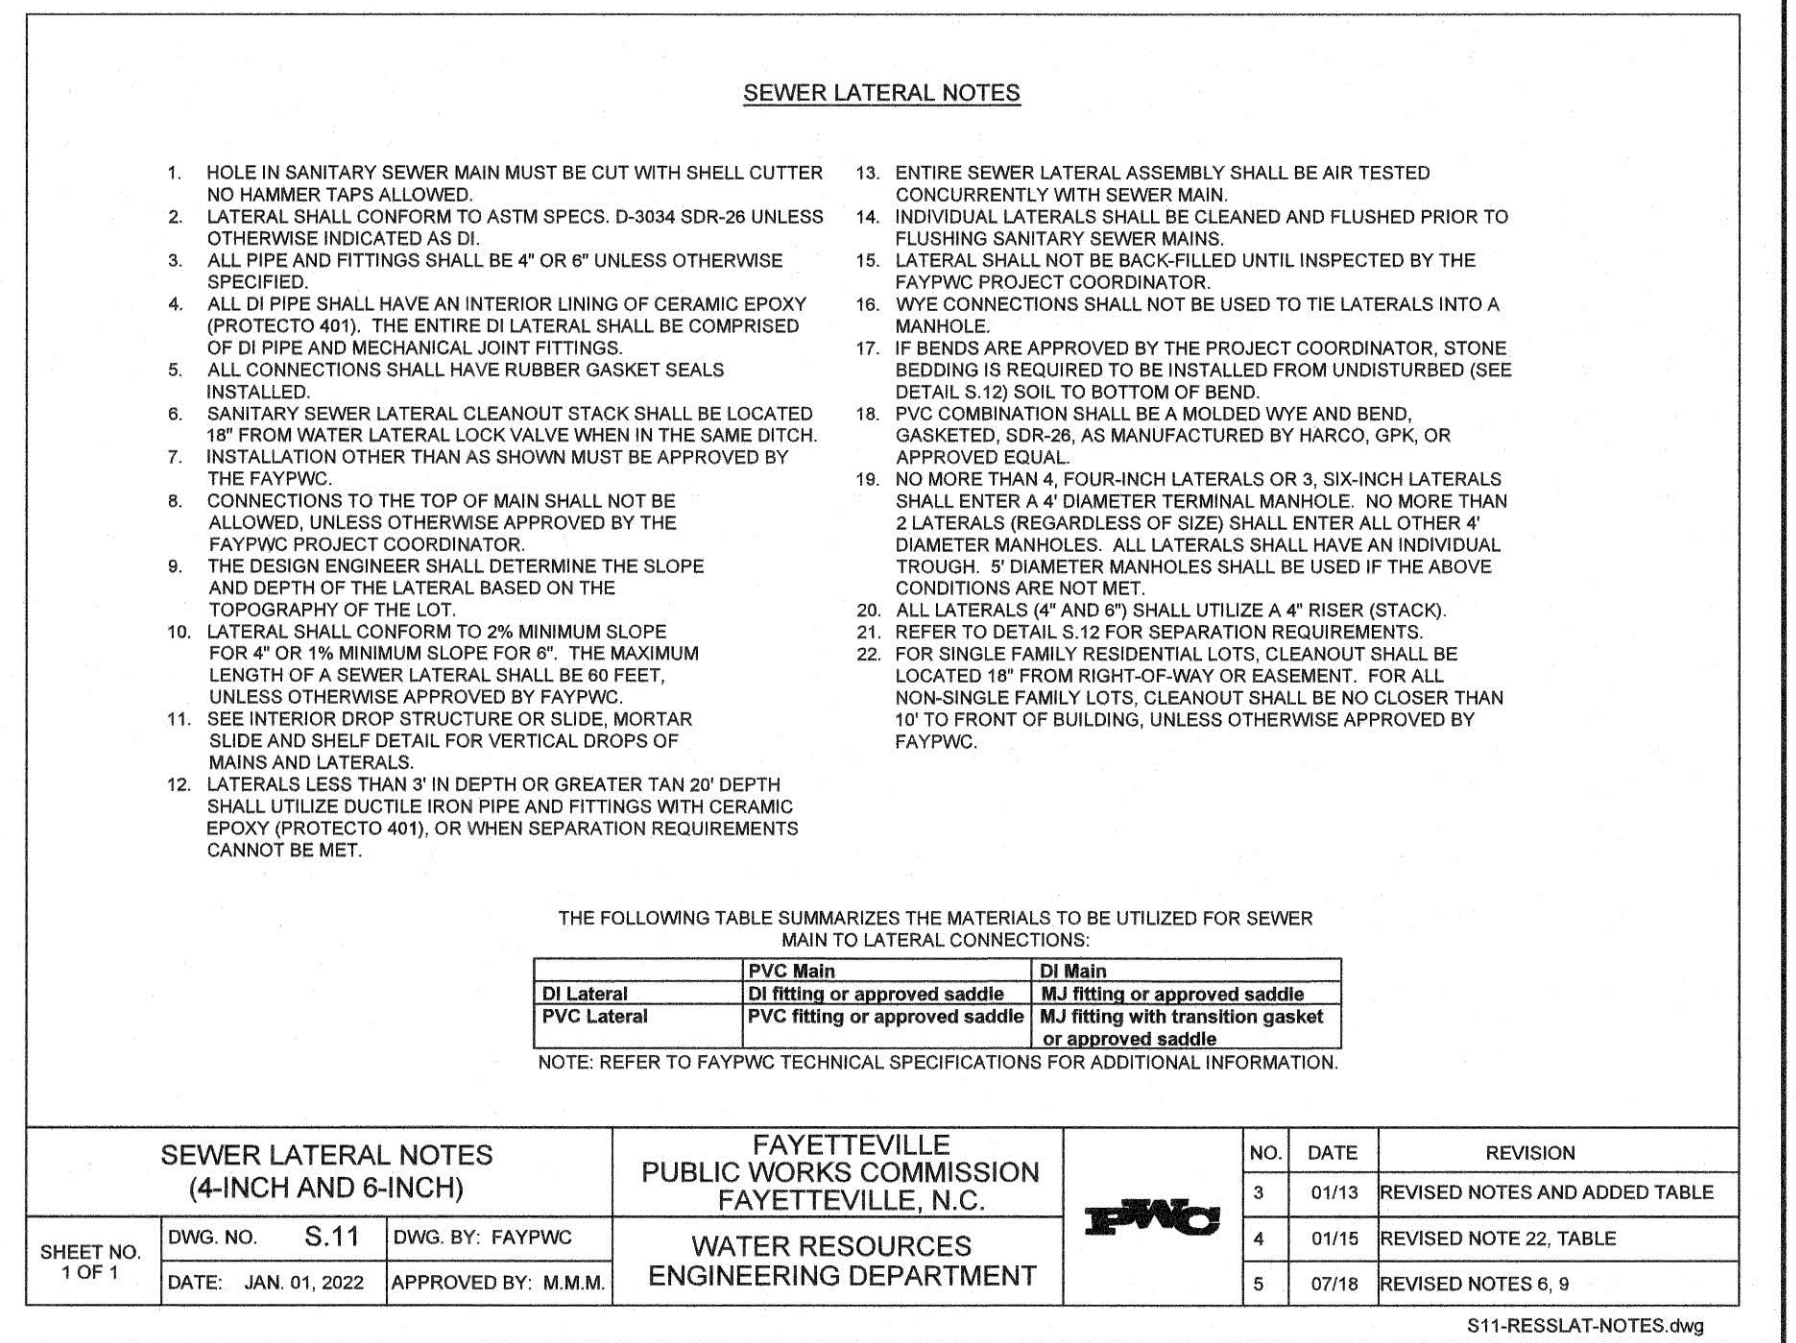 SEWER LATERAL NOTES
1. HOLE IN SANITARY SEWER MAIN MUST BE CUT WITH SHELL CUTTER
NO HAMMER TAPS ALLOWED.
2. LATERAL SHALL CONFORM TO ASTM SPECS. D-3034 SDR-26 UNLESS
OTHERWISE INDICATED AS DI.
3. ALL PIPE AND FITTINGS SHALL BE 4" OR 6" UNLESS OTHERWISE
SPECIFIED.
4. ALL DI PIPE SHALL HAVE AN INTERIOR LINING OF CERAMIC EPOXY
(PROTECTO 401). THE ENTIRE DI LATERAL SHALL BE COMPRISED
OF DI PIPE AND MECHANICAL JOINT FITTINGS.
5. ALL CONNECTIONS SHALL HAVE RUBBER GASKET SEALS
INSTALLED.
6. SANITARY SEWER LATERAL CLEANOUT STACK SHALL BE LOCATED
18" FROM WATER LATERAL LOCK VALVE WHEN IN THE SAME DITCH.
7. INSTALLATION OTHER THAN AS SHOWN MUST BE APPROVED BY
THE FAYPWC.
8. CONNECTIONS TO THE TOP OF MAIN SHALL NOT BE
ALLOWED, UNLESS OTHERWISE APPROVED BY THE
FAYPWC PROJECT COORDINATOR.
9. THE DESIGN ENGINEER SHALL DETERMINE THE SLOPE
AND DEPTH OF THE LATERAL BASED ON THE
TOPOGRAPHY OF THE LOT.
10. LATERAL SHALL CONFORM TO 2% MINIMUM SLOPE
FOR 4" OR 1% MINIMUM SLOPE FOR 6". THE MAXIMUM
LENGTH OF A SEWER LATERAL SHALL BE 60 FEET,
UNLESS OTHERWISE APPROVED BY FAYPWC.
11. SEE INTERIOR DROP STRUCTURE OR SLIDE, MORTAR
SLIDE AND SHELF DETAIL FOR VERTICAL DROPS OF
MAINS AND LATERALS.
12. LATERALS LESS THAN 3' IN DEPTH OR GREATER TAN 20' DEPTH
SHALL UTILIZE DUCTILE IRON PIPE AND FITTINGS WITH CERAMIC
EPOXY (PROTECTO 401), OR WHEN SEPARATION REQUIREMENTS
CANNOT BE MET.
13. ENTIRE SEWER LATERAL ASSEMBLY SHALL BE AIR TESTED
CONCURRENTLY WITH SEWER MAIN.
14. INDIVIDUAL LATERALS SHALL BE CLEANED AND FLUSHED PRIOR TO
FLUSHING SANITARY SEWER MAINS.
15. LATERAL SHALL NOT BE BACK-FILLED UNTIL INSPECTED BY THE
FAYPWC PROJECT COORDINATOR.
16. WYE CONNECTIONS SHALL NOT BE USED TO TIE LATERALS INTO A
MANHOLE.
17. IF BENDS ARE APPROVED BY THE PROJECT COORDINATOR, STONE
BEDDING IS REQUIRED TO BE INSTALLED FROM UNDISTURBED (SEE
DETAIL S.12) SOIL TO BOTTOM OF BEND.
18. PVC COMBINATION SHALL BE A MOLDED WYE AND BEND,
GASKETED, SDR-26, AS MANUFACTURED BY HARCO, GPK, OR
APPROVED EQUAL.
19. NO MORE THAN 4, FOUR-INCH LATERALS OR 3, SIX-INCH LATERALS
SHALL ENTER A 4' DIAMETER TERMINAL MANHOLE. NO MORE THAN
2 LATERALS (REGARDLESS OF SIZE) SHALL ENTER ALL OTHER 4'
DIAMETER MANHOLES. ALL LATERALS SHALL HAVE AN INDIVIDUAL
TROUGH. 5' DIAMETER MANHOLES SHALL BE USED IF THE ABOVE
CONDITIONS ARE NOT MET.
20. ALL LATERALS (4" AND 6") SHALL UTILIZE A 4" RISER (STACK).
21. REFER TO DETAIL S.12 FOR SEPARATION REQUIREMENTS.
22. FOR SINGLE FAMILY RESIDENTIAL LOTS, CLEANOUT SHALL BE
LOCATED 18" FROM RIGHT-OF-WAY OR EASEMENT. FOR ALL
NON-SINGLE FAMILY LOTS, CLEANOUT SHALL BE NO CLOSER THAN
10' TO FRONT OF BUILDING, UNLESS OTHERWISE APPROVED BY
FAYPWC.
THE FOLLOWING TABLE SUMMARIZES THE MATERIALS TO BE UTILIZED FOR SEWER
MAIN TO LATERAL CONNECTIONS:
PVC Main DI Main
DI Lateral DI fitting or approved saddle MJ fitting or approved saddle
PVC Lateral PVC fitting or approved saddle MJ fitting with transition gasket
or approved saddle
NOTE: REFER TO FAYPWC TECHNICAL SPECIFICATIONS FOR ADDITIONAL INFORMATION.
SEWER LATERAL NOTES
(4-INCH AND 6-INCH)
SHEET NO.
1 OF 1
DWG. NO. S.11
DWG. BY: FAYPWC
DATE: JAN. 01, 2022
APPROVED BY: M.M.M.
FAYETTEVILLE
PUBLIC WORKS COMMISSION
FAYETTEVILLE, N.C.
WATER RESOURCES
ENGINEERING DEPARTMENT
PWC
NO. DATE REVISION
3 01/13 REVISED NOTES AND ADDED TABLE
4 01/15 REVISED NOTE 22, TABLE
5 07/18 REVISED NOTES 6, 9
S11-RESSLAT-NOTES.dwg